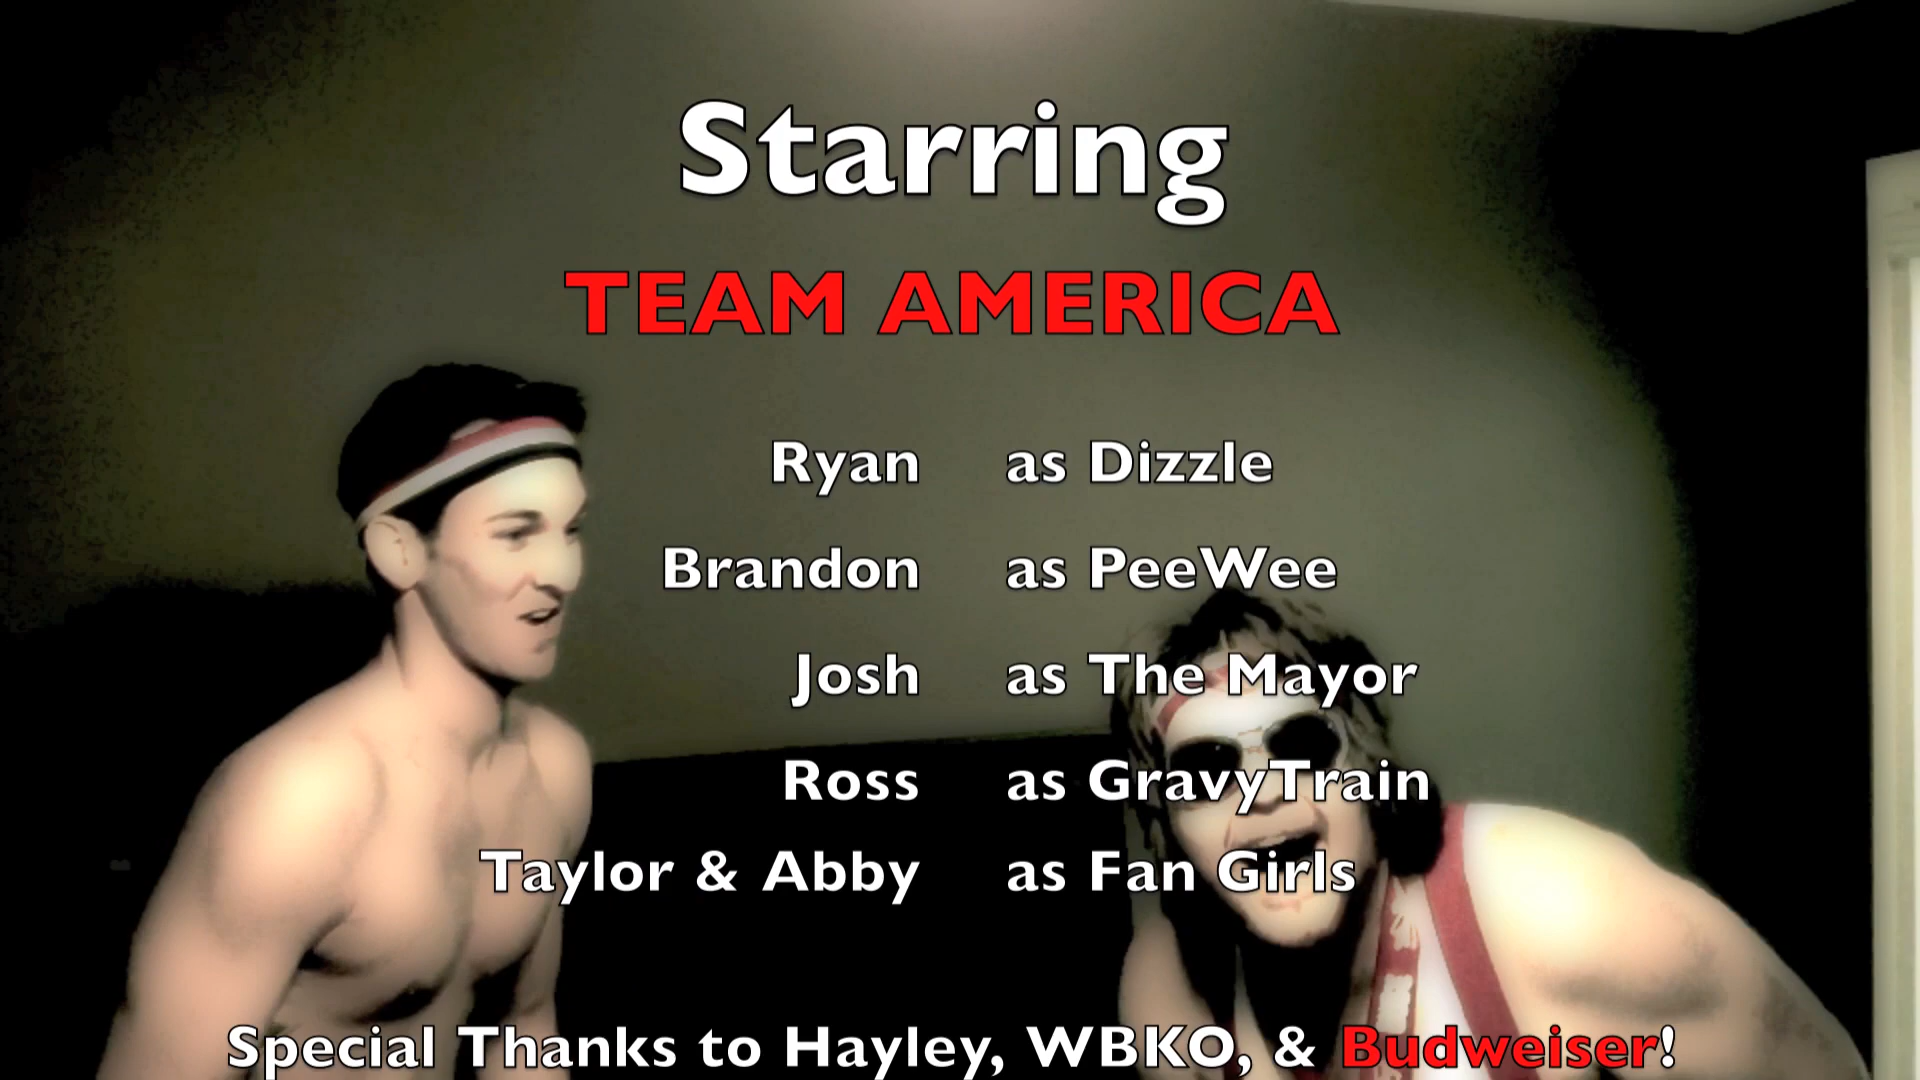 Starring
TEAM AMERICA
Ryan as Dizzle
Brandon as PeeWee
Josh as The Mayor
Ross as GravyTrain
Taylor & Abby as Fan Girls
Special Thanks to Hayley, WBKO, & Budweiser!